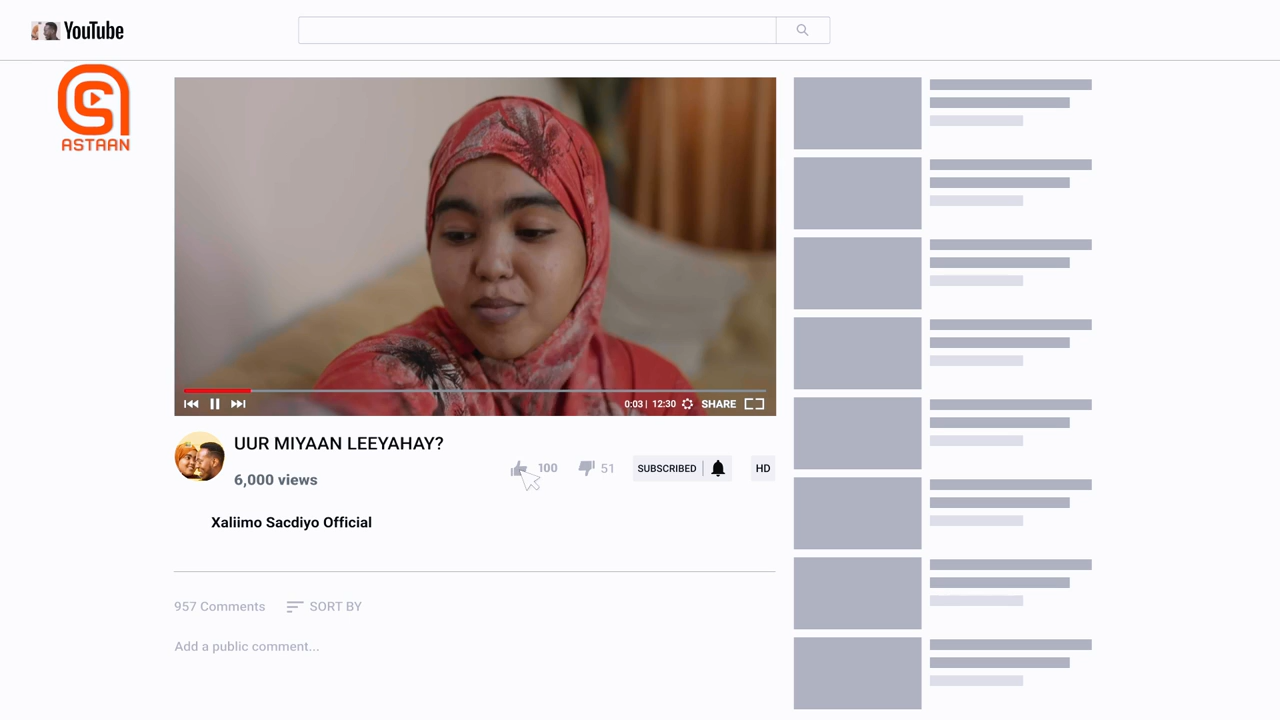 YouTube
ASTAAN
0:03 | 12:30 SHARE
UUR MIYAAN LEEYAHAY?
6,000 views
100 51 SUBSCRIBED HD
Xaliimo Sacdiyo Official
957 Comments SORT BY
Add a public comment...